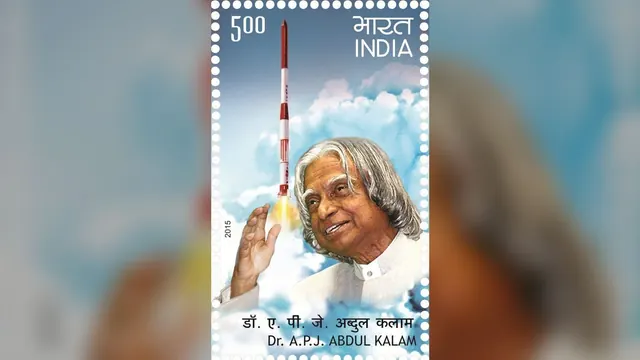 5.00
भारत
INDIA
2015
डॉ. ए. पी. जे. अब्दुल कलाम
Dr. A.P.J. ABDUL KALAM